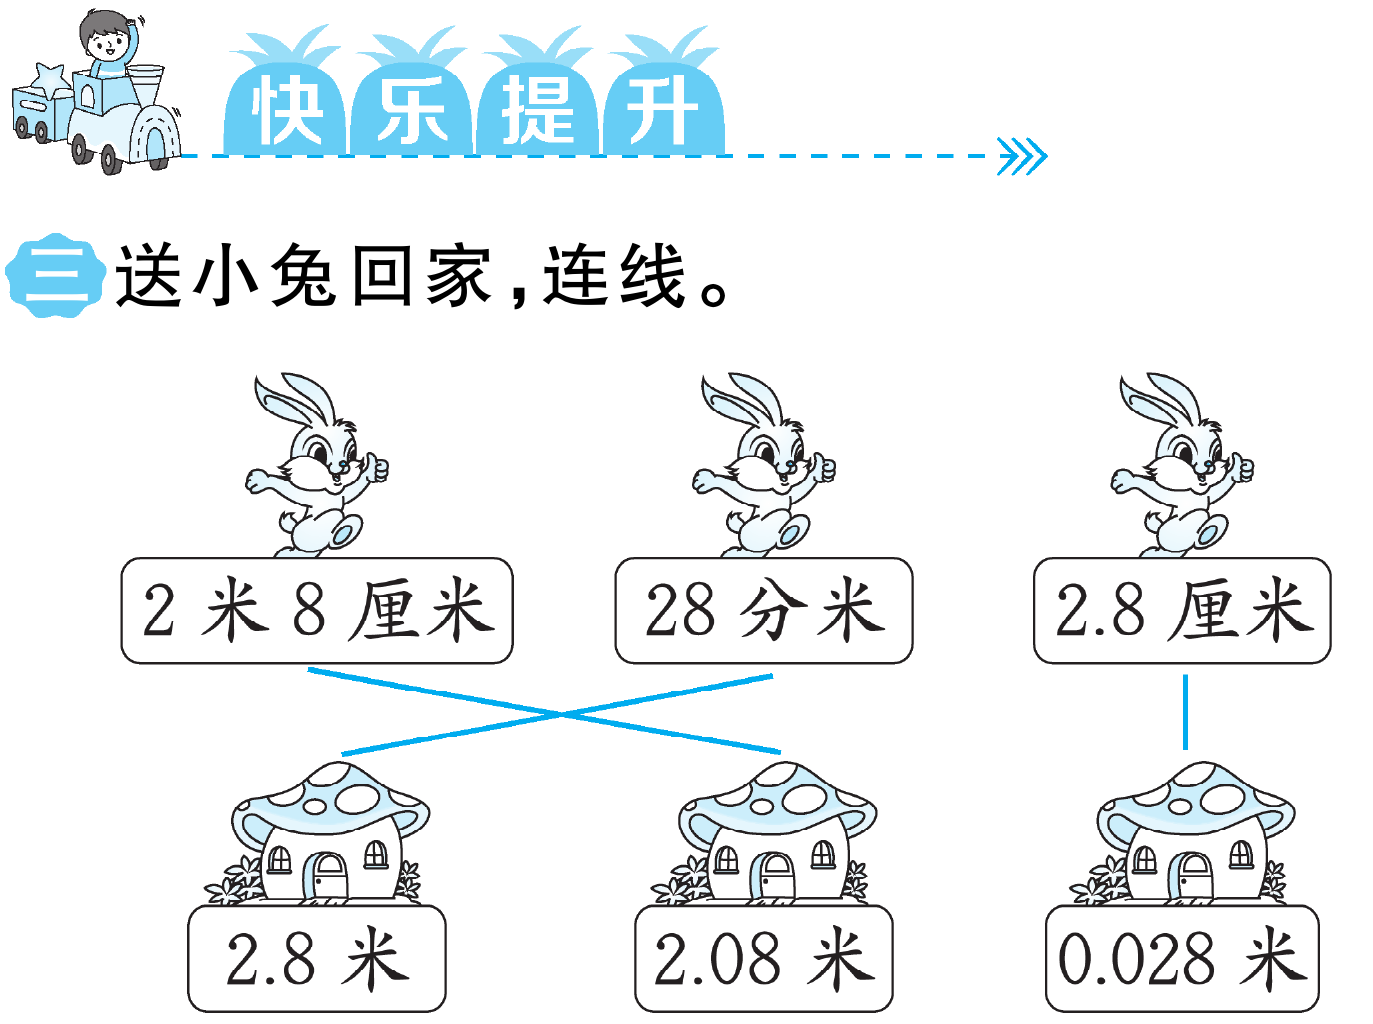 快乐提升
三 送小兔回家,连线。
2 米 8 厘米 28 分米 2.8 厘米
2.8 米 2.08 米 0.028 米